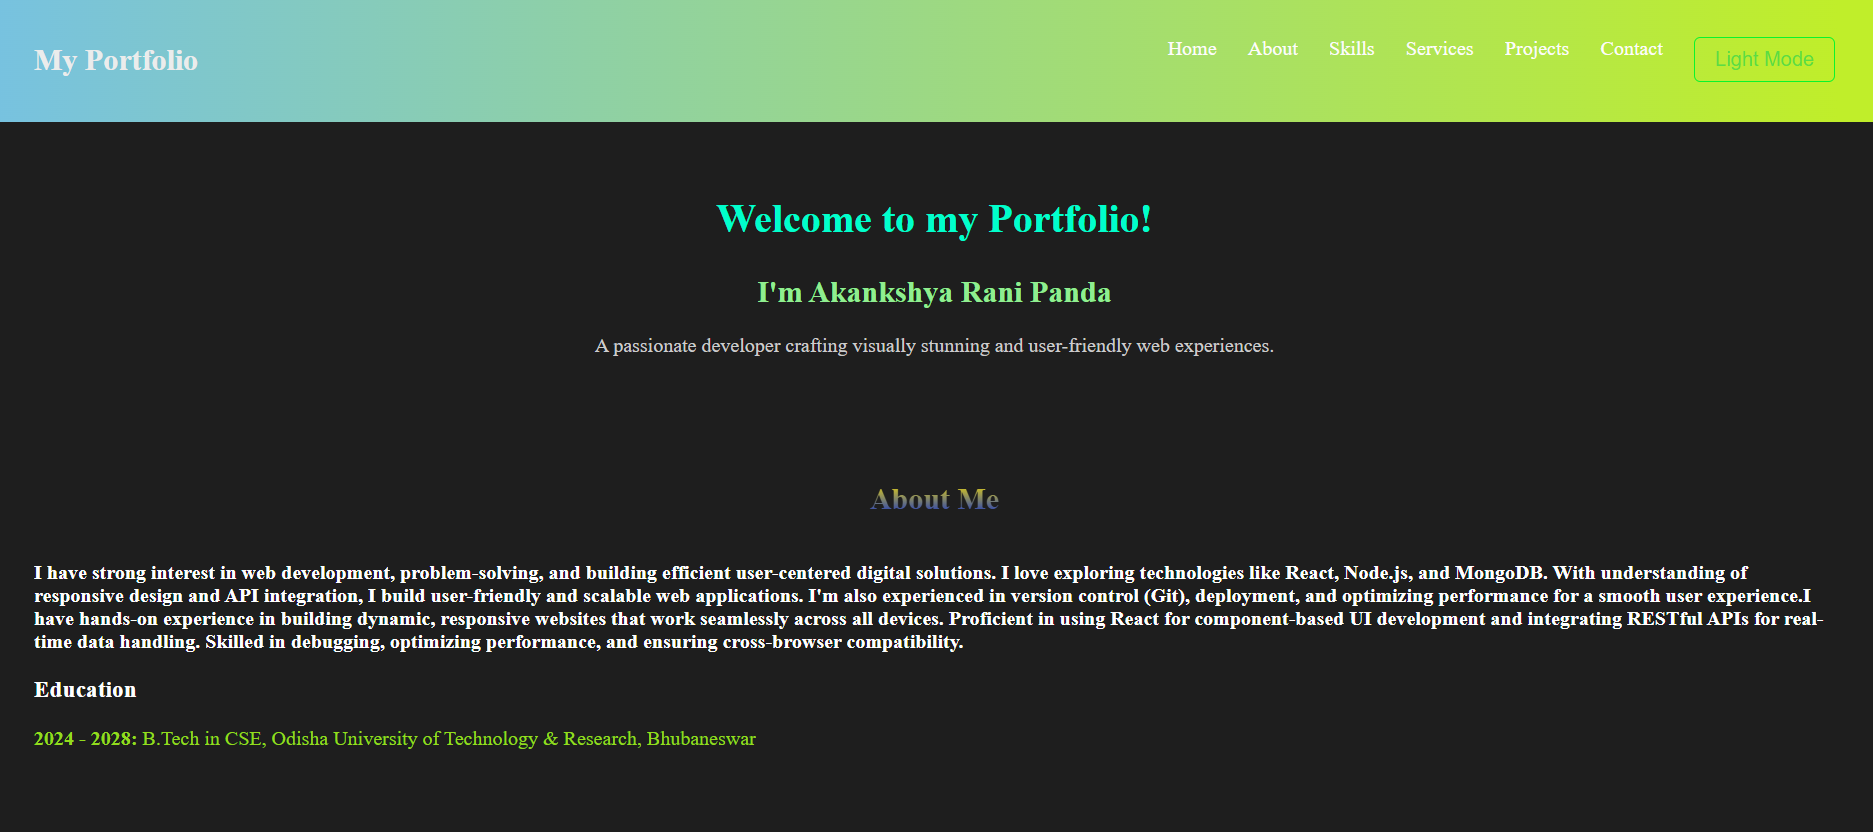 My Portfolio
Home About Skills Services Projects Contact Light Mode
Welcome to my Portfolio!
I'm Akankshya Rani Panda
A passionate developer crafting visually stunning and user-friendly web experiences.
About Me
I have strong interest in web development, problem-solving, and building efficient user-centered digital solutions. I love exploring technologies like React, Node.js, and MongoDB. With understanding of
responsive design and API integration, I build user-friendly and scalable web applications. I'm also experienced in version control (Git), deployment, and optimizing performance for a smooth user experience.I
have hands-on experience in building dynamic, responsive websites that work seamlessly across all devices. Proficient in using React for component-based UI development and integrating RESTful APIs for real-
time data handling. Skilled in debugging, optimizing performance, and ensuring cross-browser compatibility.
Education
2024 - 2028: B.Tech in CSE, Odisha University of Technology & Research, Bhubaneswar